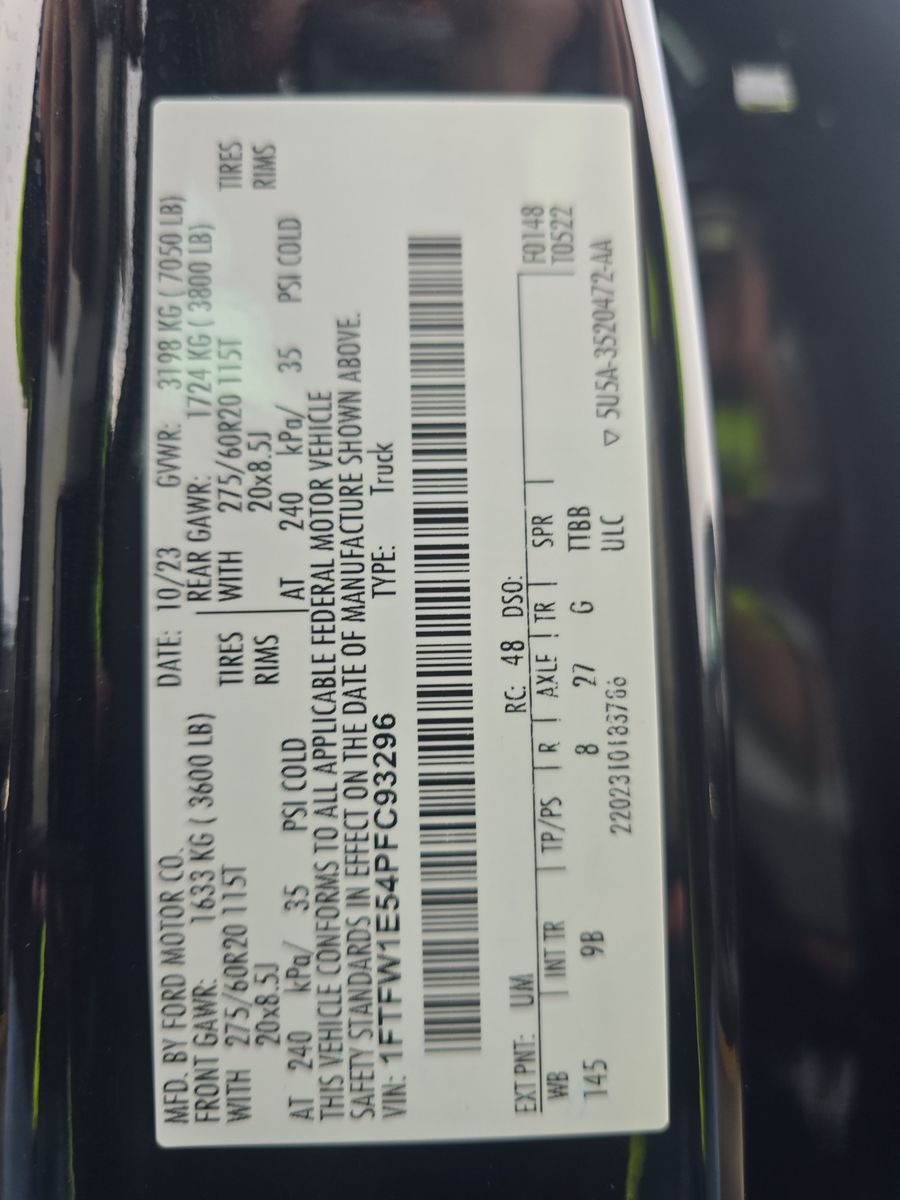 MFD. BY FORD MOTOR CO. DATE: 10/23 GVWR: 3198 KG ( 7050 LB)
FRONT GAWR: 1633 KG ( 3600 LB) REAR GAWR: 1724 KG ( 3800 LB)
WITH 275/60R20 115T TIRES WITH 275/60R20 115T TIRES
20x8.5J RIMS 20x8.5J RIMS
AT 240 kPa/ 35 PSI COLD AT 240 kPa/ 35 PSI COLD
THIS VEHICLE CONFORMS TO ALL APPLICABLE FEDERAL MOTOR VEHICLE
SAFETY STANDARDS IN EFFECT ON THE DATE OF MANUFACTURE SHOWN ABOVE.
VIN: 1FTFW1E54PFC93296 TYPE: Truck
EXT PNT: UM RC: 48 DSO: F0148
WB INT TR TP/PS R AXLE TR SPR T0522
145 9B 8 27 G TTBB
ULC
2202310183766 ▽ 5U5A-3520472-AA